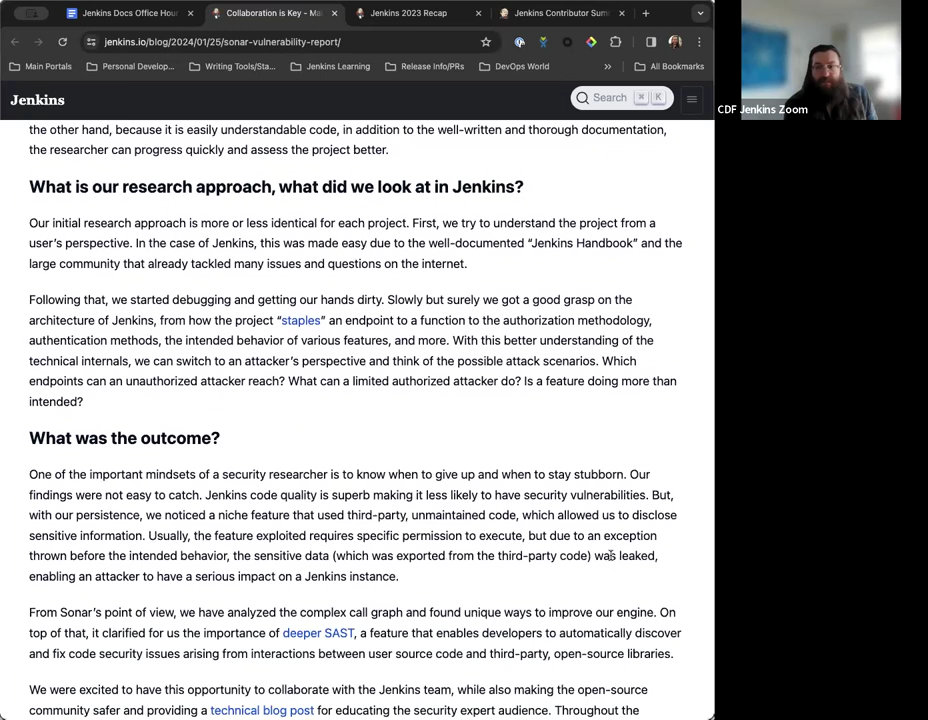 Jenkins Docs Office Hour
Collaboration is Key - Ma
Jenkins 2023 Recap
Jenkins Contributor Sum
jenkins.io/blog/2024/01/25/sonar-vulnerability-report/
Main Portals
Personal Develop...
Writing Tools/Sta...
Jenkins Learning
Release Info/PRs
DevOps World
»
All Bookmarks
Jenkins
Search ⌘ K
CDF Jenkins Zoom
the other hand, because it is easily understandable code, in addition to the well-written and thorough documentation,
the researcher can progress quickly and assess the project better.
What is our research approach, what did we look at in Jenkins?
Our initial research approach is more or less identical for each project. First, we try to understand the project from a
user’s perspective. In the case of Jenkins, this was made easy due to the well-documented “Jenkins Handbook” and the
large community that already tackled many issues and questions on the internet.
Following that, we started debugging and getting our hands dirty. Slowly but surely we got a good grasp on the
architecture of Jenkins, from how the project “staples” an endpoint to a function to the authorization methodology,
authentication methods, the intended behavior of various features, and more. With this better understanding of the
technical internals, we can switch to an attacker’s perspective and think of the possible attack scenarios. Which
endpoints can an unauthorized attacker reach? What can a limited authorized attacker do? Is a feature doing more than
intended?
What was the outcome?
One of the important mindsets of a security researcher is to know when to give up and when to stay stubborn. Our
findings were not easy to catch. Jenkins code quality is superb making it less likely to have security vulnerabilities. But,
with our persistence, we noticed a niche feature that used third-party, unmaintained code, which allowed us to disclose
sensitive information. Usually, the feature exploited requires specific permission to execute, but due to an exception
thrown before the intended behavior, the sensitive data (which was exported from the third-party code) was leaked,
enabling an attacker to have a serious impact on a Jenkins instance.
From Sonar’s point of view, we have analyzed the complex call graph and found unique ways to improve our engine. On
top of that, it clarified for us the importance of deeper SAST, a feature that enables developers to automatically discover
and fix code security issues arising from interactions between user source code and third-party, open-source libraries.
We were excited to have this opportunity to collaborate with the Jenkins team, while also making the open-source
community safer and providing a technical blog post for educating the security expert audience. Throughout the